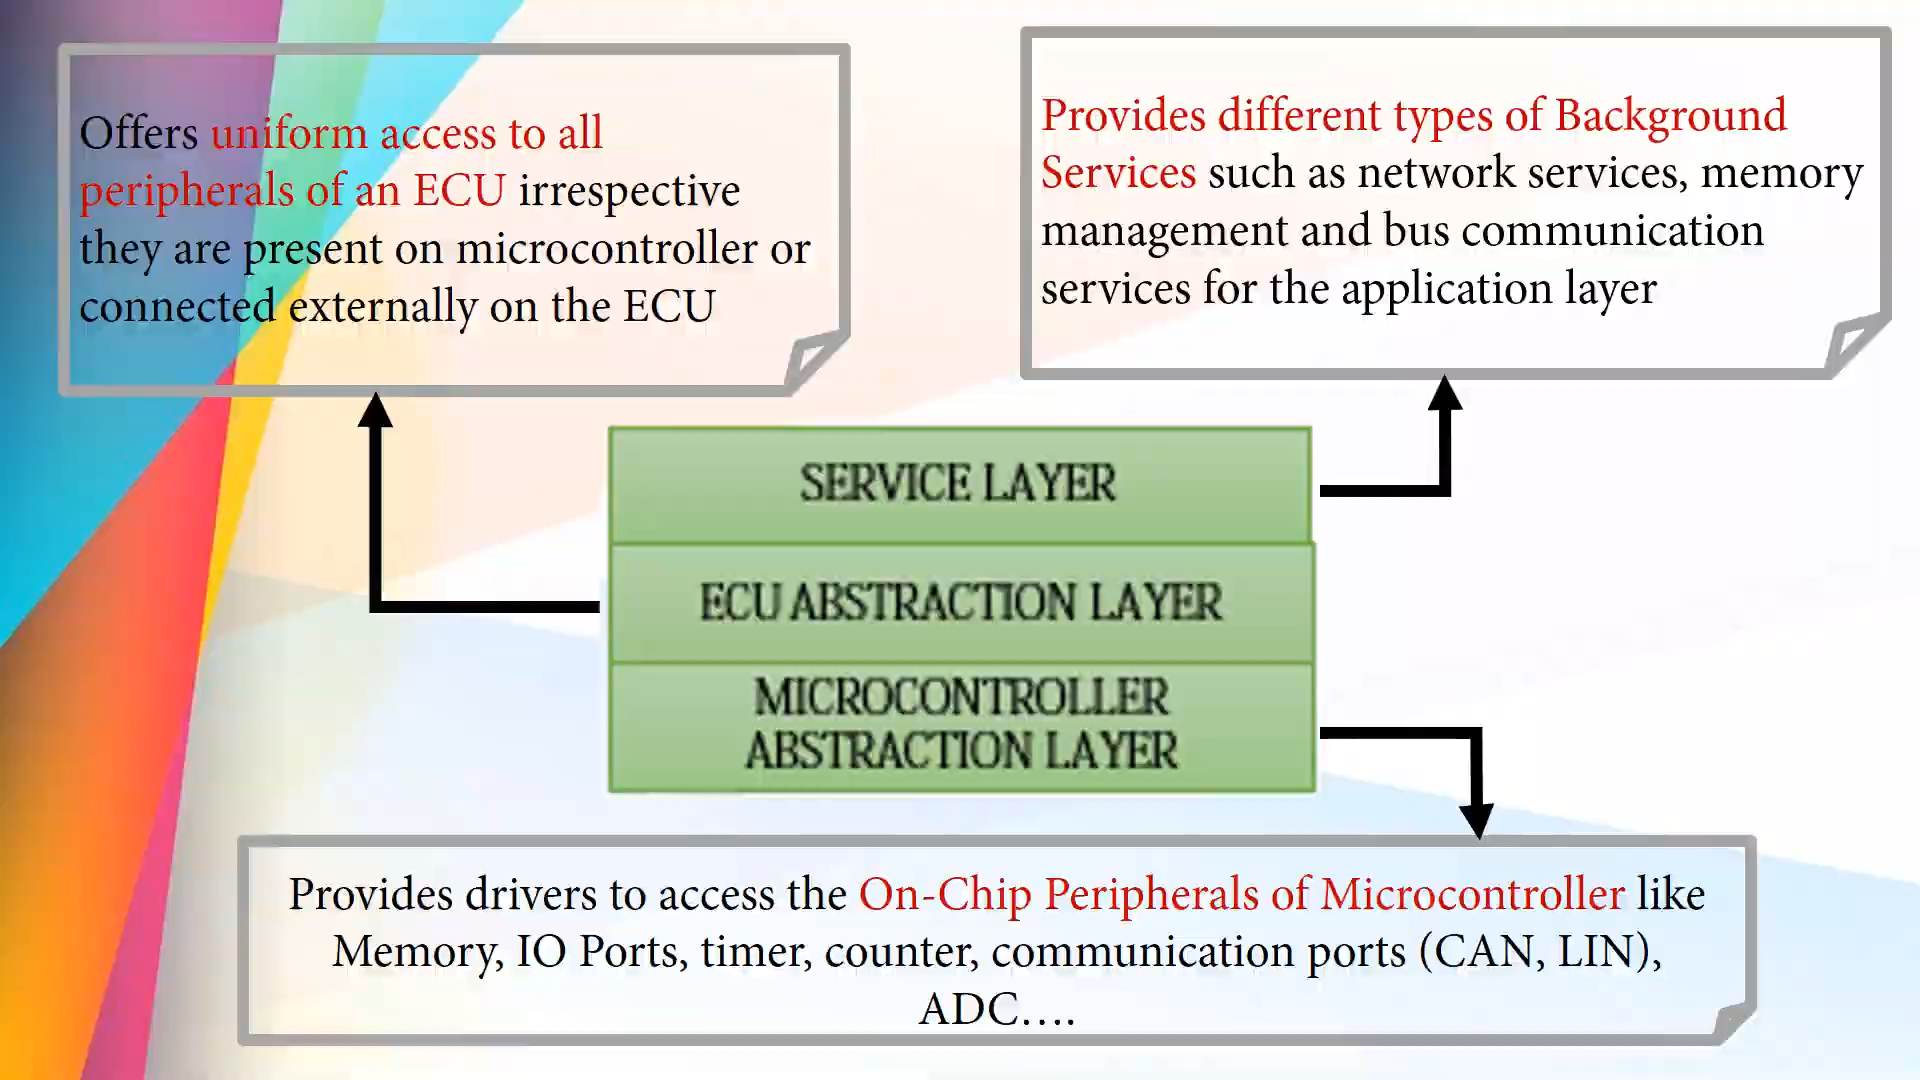 Offers uniform access to all
peripherals of an ECU irrespective
they are present on microcontroller or
connected externally on the ECU
Provides different types of Background
Services such as network services, memory
management and bus communication
services for the application layer
SERVICE LAYER
ECU ABSTRACTION LAYER
MICROCONTROLLER
ABSTRACTION LAYER
Provides drivers to access the On-Chip Peripherals of Microcontroller like
Memory, IO Ports, timer, counter, communication ports (CAN, LIN),
ADC....